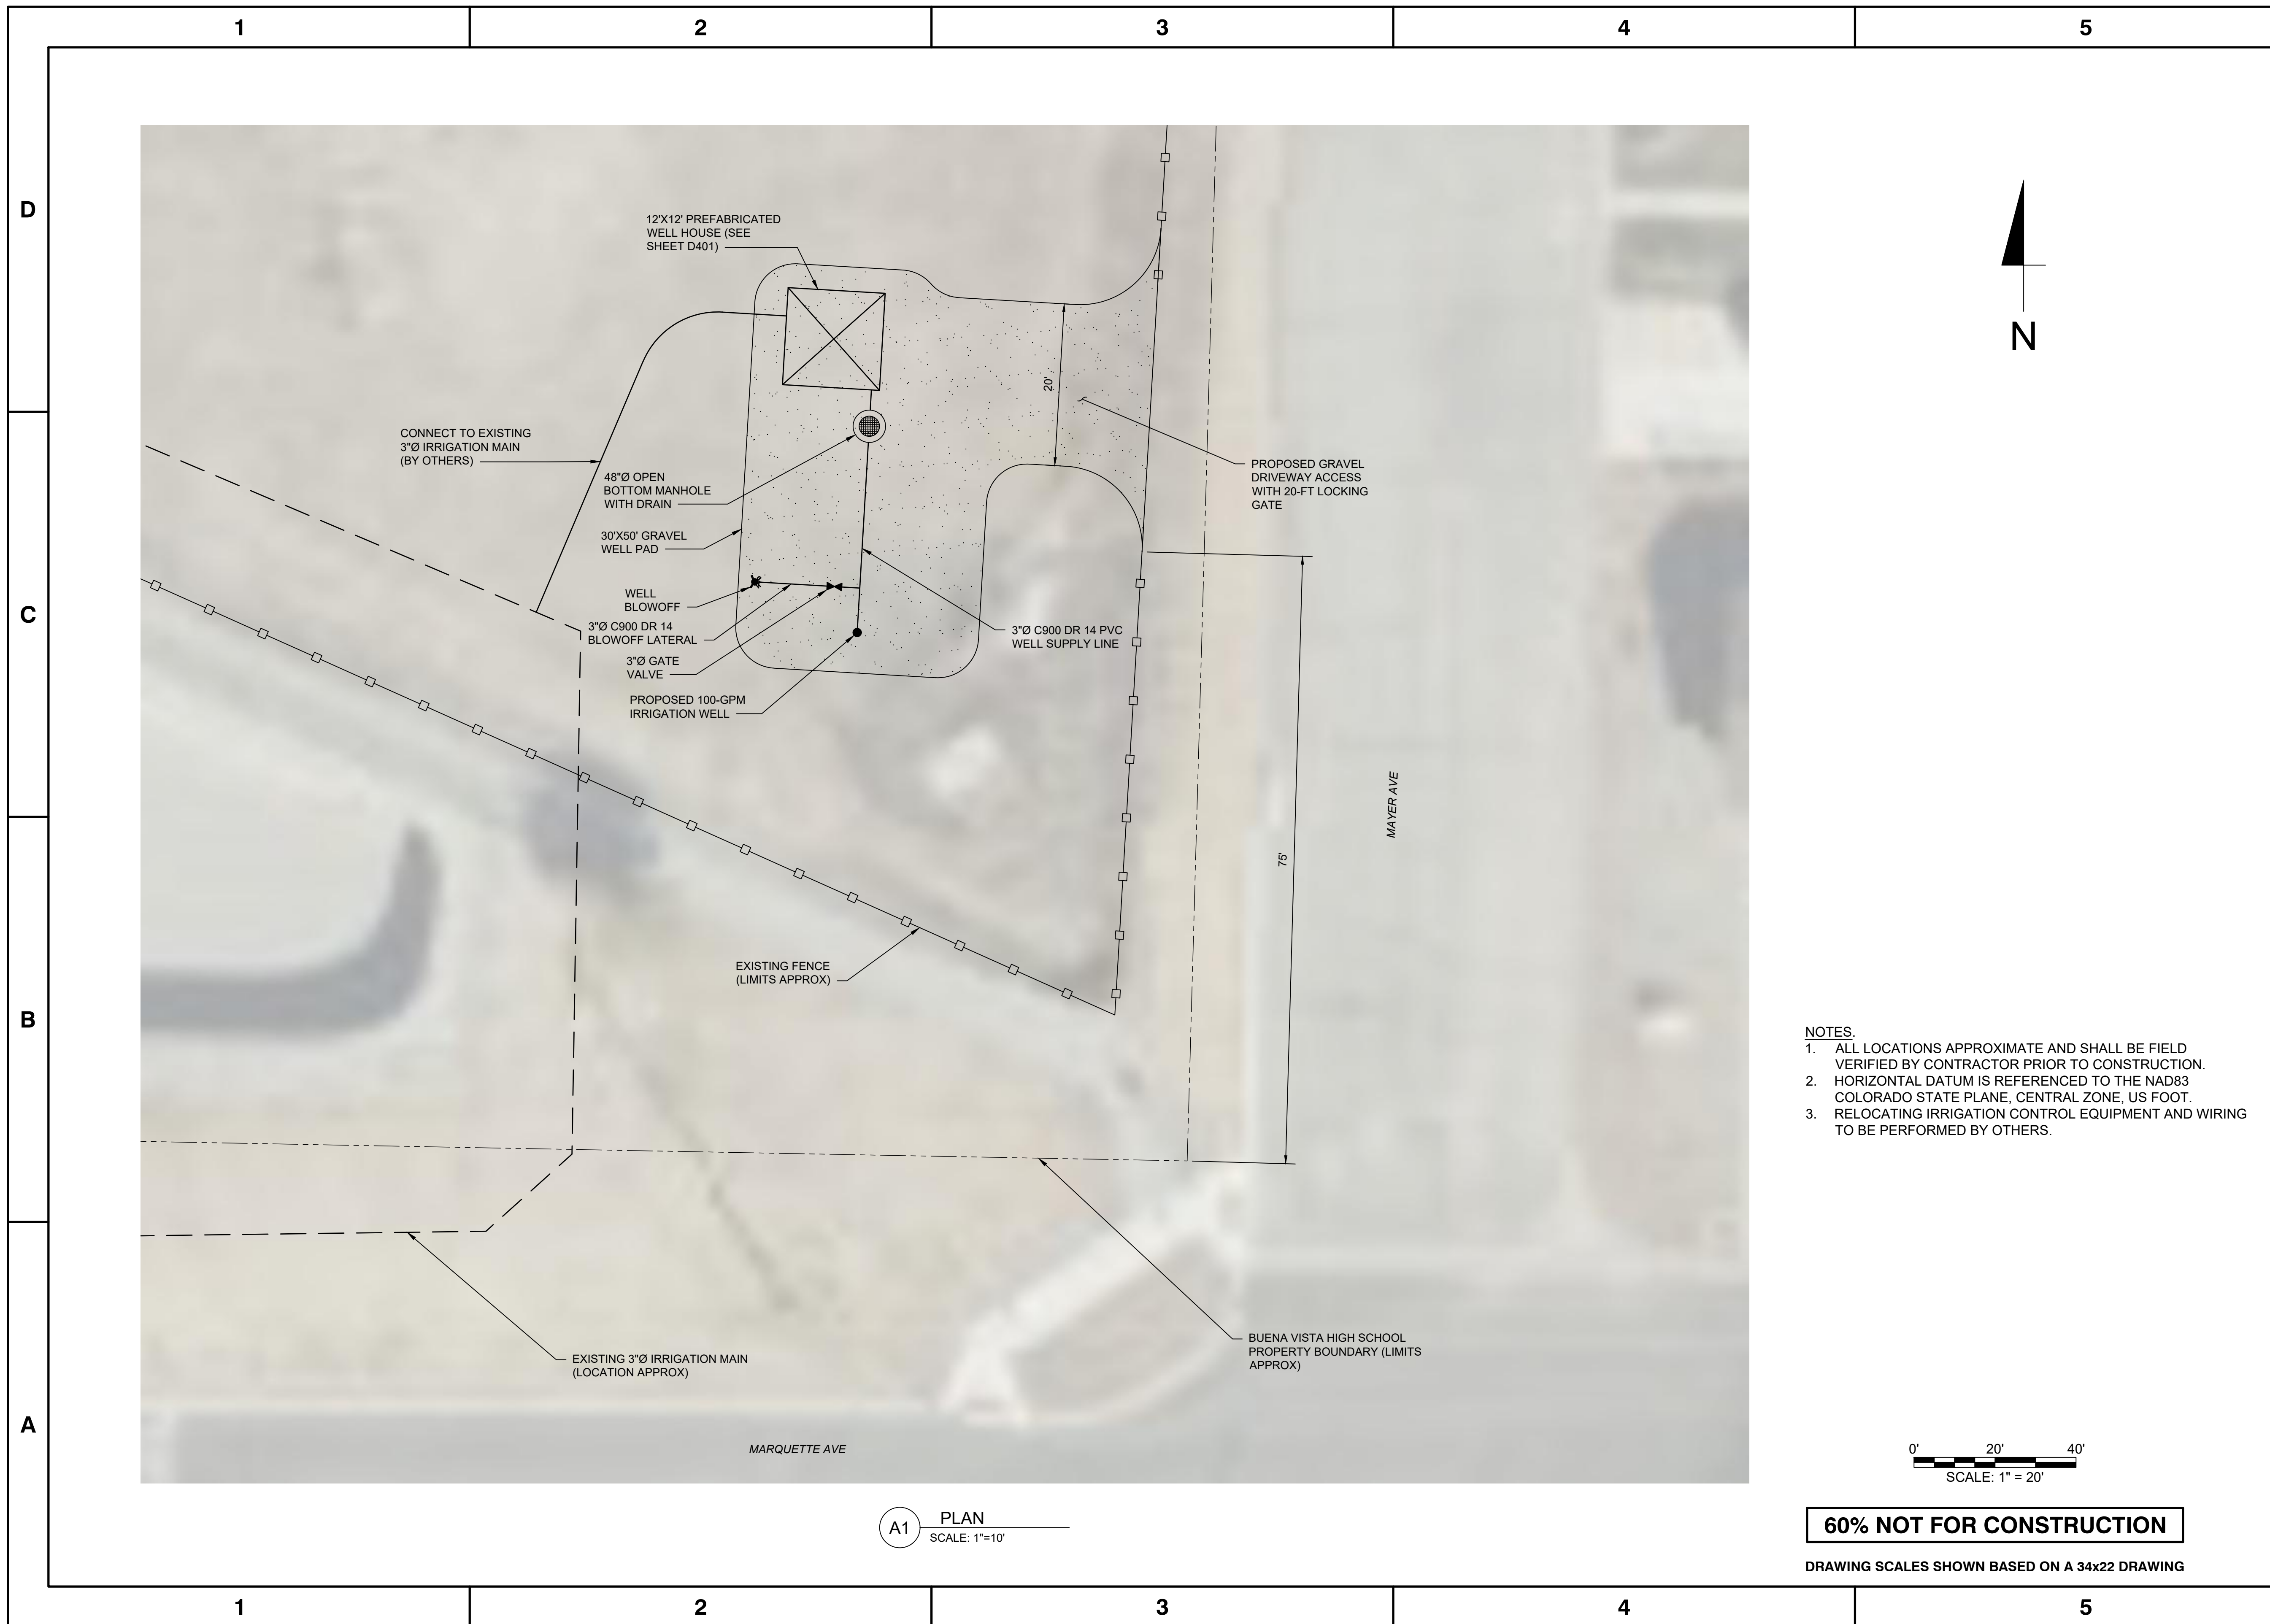 1 2 3 4 5
D
C
B
A
12'X12' PREFABRICATED
WELL HOUSE (SEE
SHEET D401)
N
20'
CONNECT TO EXISTING
3"Ø IRRIGATION MAIN
(BY OTHERS)
48"Ø OPEN
BOTTOM MANHOLE
WITH DRAIN
PROPOSED GRAVEL
DRIVEWAY ACCESS
WITH 20-FT LOCKING
GATE
30'X50' GRAVEL
WELL PAD
WELL
BLOWOFF
3"Ø C900 DR 14
BLOWOFF LATERAL
3"Ø C900 DR 14 PVC
WELL SUPPLY LINE
3"Ø GATE
VALVE
PROPOSED 100-GPM
IRRIGATION WELL
MAYER AVE
75'
EXISTING FENCE
(LIMITS APPROX)
NOTES.
1. ALL LOCATIONS APPROXIMATE AND SHALL BE FIELD
VERIFIED BY CONTRACTOR PRIOR TO CONSTRUCTION.
2. HORIZONTAL DATUM IS REFERENCED TO THE NAD83
COLORADO STATE PLANE, CENTRAL ZONE, US FOOT.
3. RELOCATING IRRIGATION CONTROL EQUIPMENT AND WIRING
TO BE PERFORMED BY OTHERS.
BUENA VISTA HIGH SCHOOL
PROPERTY BOUNDARY (LIMITS
APPROX)
EXISTING 3"Ø IRRIGATION MAIN
(LOCATION APPROX)
MARQUETTE AVE
0' 20' 40'
SCALE: 1" = 20'
A1 PLAN
SCALE: 1"=10'
60% NOT FOR CONSTRUCTION
DRAWING SCALES SHOWN BASED ON A 34x22 DRAWING
1 2 3 4 5